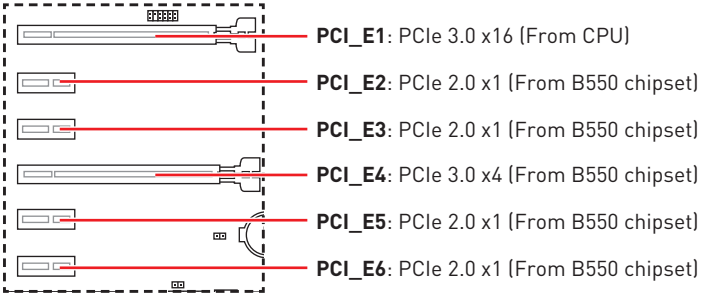 PCI_E1: PCIe 3.0 x16 (From CPU)
PCI_E2: PCIe 2.0 x1 (From B550 chipset)
PCI_E3: PCIe 2.0 x1 (From B550 chipset)
PCI_E4: PCIe 3.0 x4 (From B550 chipset)
PCI_E5: PCIe 2.0 x1 (From B550 chipset)
PCI_E6: PCIe 2.0 x1 (From B550 chipset)